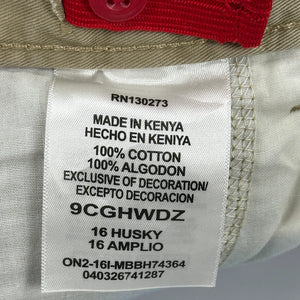 RN130273
MADE IN KENYA
HECHO EN KENIYA
100% COTTON
100% ALGODON
EXCLUSIVE OF DECORATION/
EXCEPTO DECORACION
9CGHWDZ
16 HUSKY
16 AMPLIO
ON2-16I-MBBH74364
040326741287